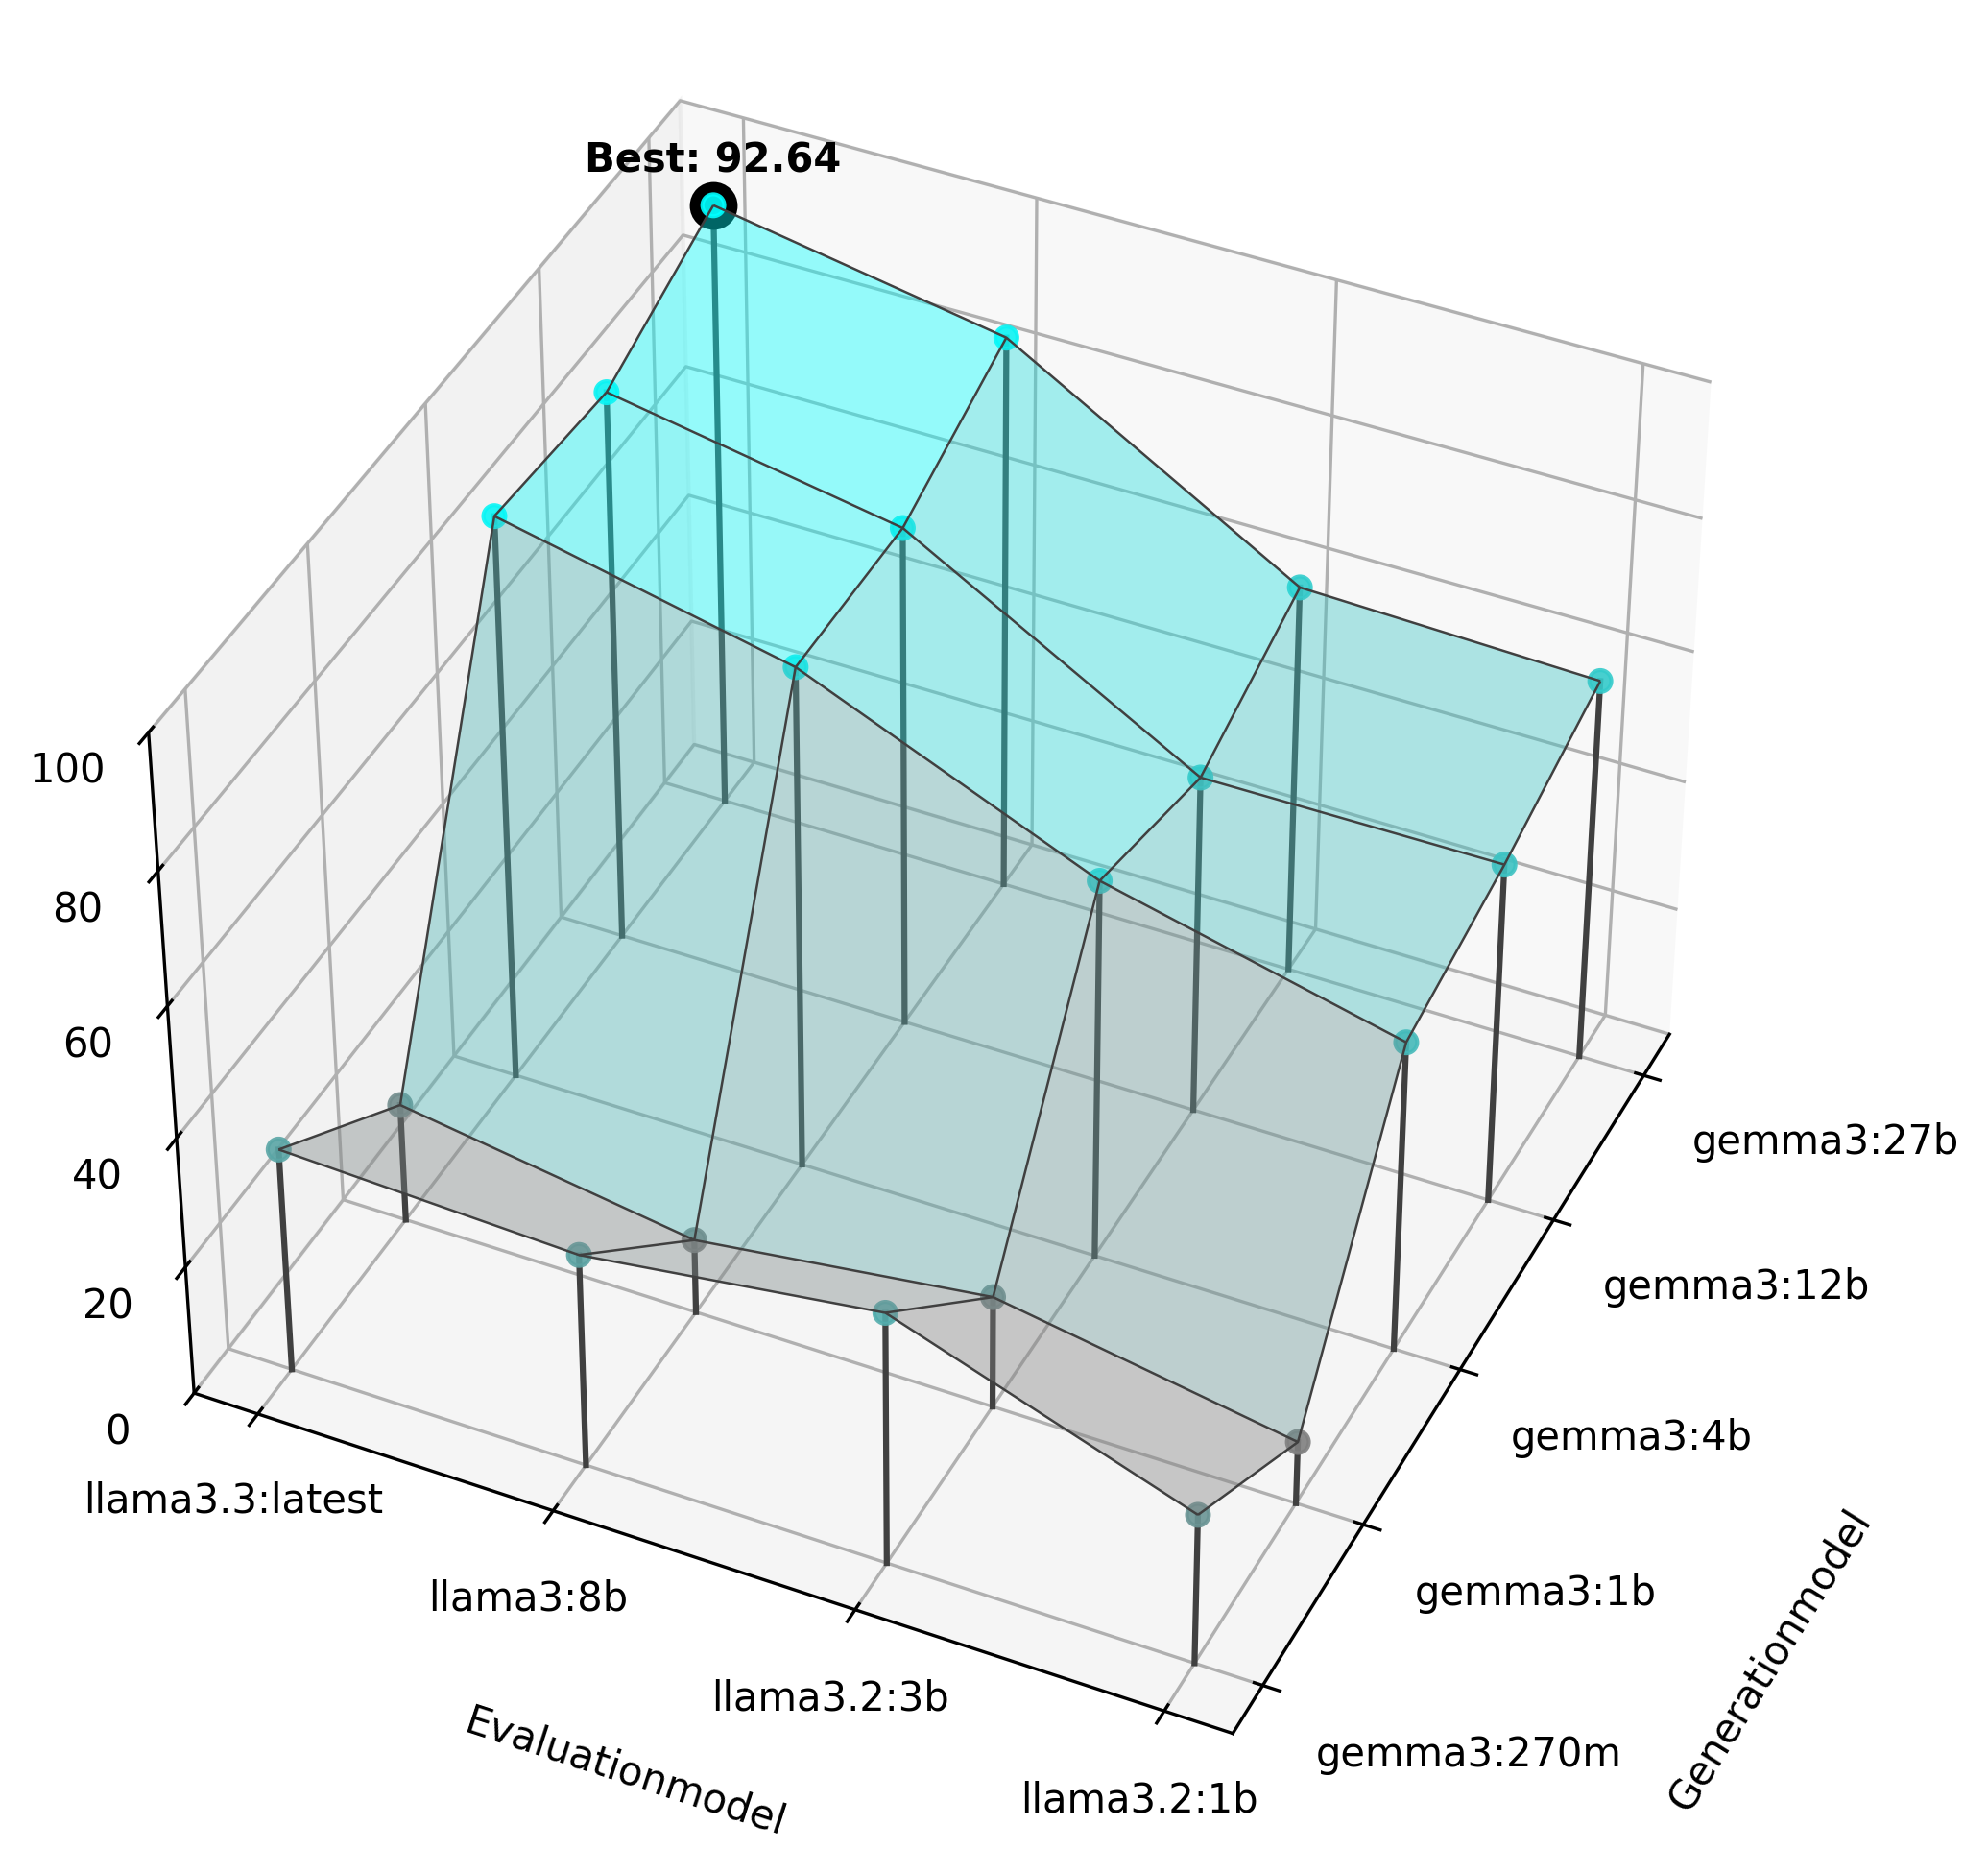 Best: 92.64
100
80
60
40
20
0
llama3.3:latest
llama3:8b
llama3.2:3b
llama3.2:1b
Evaluationmodel
gemma3:27b
gemma3:12b
gemma3:4b
gemma3:1b
gemma3:270m
Generationmodel